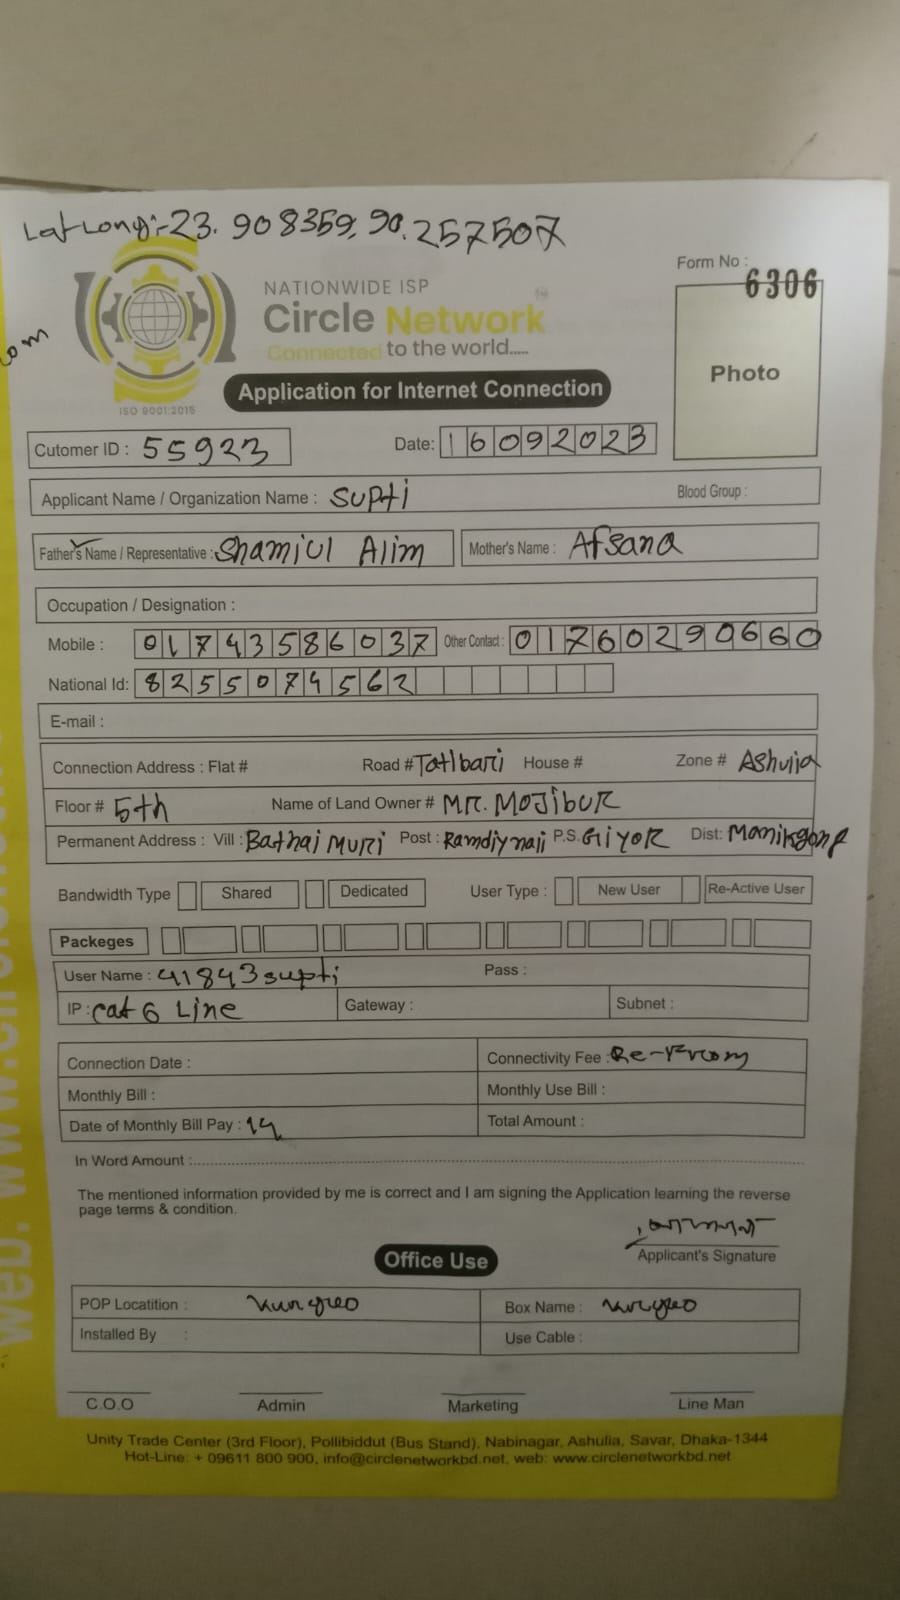 Lat Long:-23.908359, 90.257507
com
Form No : 6306
NATIONWIDE ISP
Circle Network
Connected to the world.....
ISO 9001:2015
Photo
Application for Internet Connection
Cutomer ID : 55923
Date: 16092023
Applicant Name / Organization Name : Supti
Blood Group :
Father's Name / Representative : Shamiul Alim
Mother's Name : Afsana
Occupation / Designation :
Mobile : 01743586037
Other Contact : 01760290660
National Id: 8255074562
E-mail :
Connection Address : Flat # Road # Tatlbari House # Zone # Ashulia
Floor # 5th Name of Land Owner # MR. MOJIBUR
Permanent Address : Vill : Bathai MURI Post : P.S. GIYOR Dist: Manikgong
Bandwidth Type Shared Dedicated User Type : New User Re-Active User
Packeges
User Name : 41843supti Pass :
IP : cat 6 Line Gateway : Subnet :
Connection Date : Connectivity Fee :
Monthly Bill : Monthly Use Bill :
Date of Monthly Bill Pay : 14 Total Amount :
In Word Amount :
The mentioned information provided by me is correct and I am signing the Application learning the reverse
page terms & condition.
Applicant's Signature
Office Use
POP Locatition : Box Name :
Installed By : Use Cable :
C.O.O Admin Marketing Line Man
Unity Trade Center (3rd Floor), Pollibiddut (Bus Stand), Nabinagar, Ashulia, Savar, Dhaka-1344
Hot-Line: + 09611 800 900, info@circlenetworkbd.net, web: www.circlenetworkbd.net